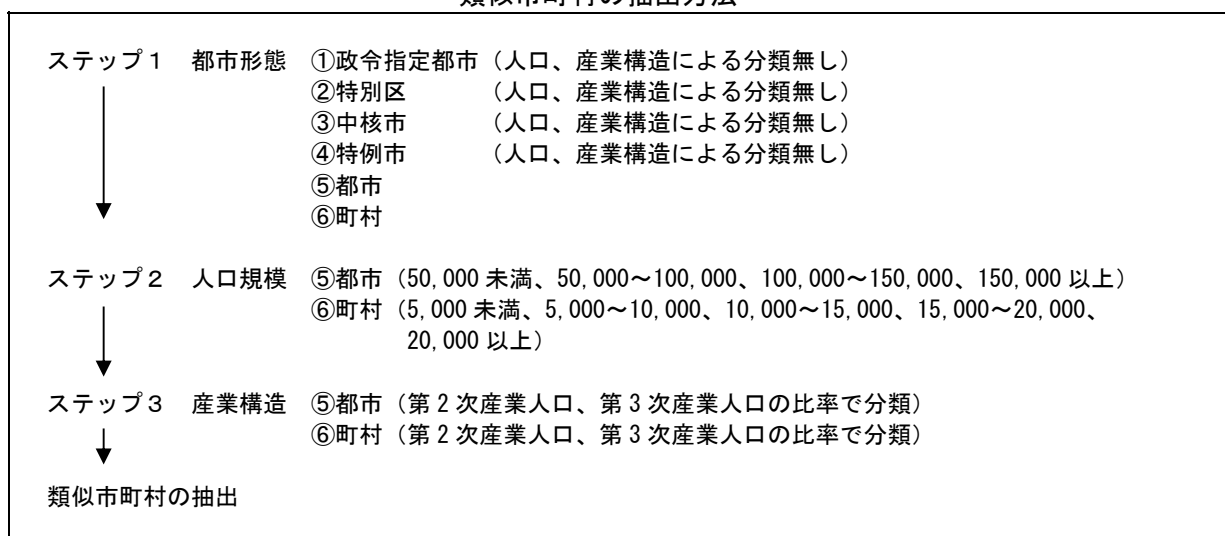 類似市町村の抽出方法
ステップ1 都市形態 ①政令指定都市（人口、産業構造による分類無し）
②特別区 （人口、産業構造による分類無し）
③中核市 （人口、産業構造による分類無し）
④特例市 （人口、産業構造による分類無し）
⑤都市
⑥町村
ステップ2 人口規模 ⑤都市（50,000 未満、50,000～100,000、100,000～150,000、150,000 以上）
⑥町村（5,000 未満、5,000～10,000、10,000～15,000、15,000～20,000、
20,000 以上）
ステップ3 産業構造 ⑤都市（第2次産業人口、第3次産業人口の比率で分類）
⑥町村（第2次産業人口、第3次産業人口の比率で分類）
類似市町村の抽出